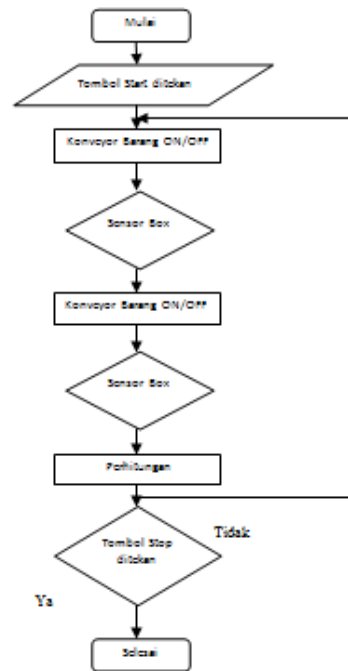 Mulai
Tombol Start ditekan
Konveyor Barang ON/OFF
Sensor Box
Konveyor Barang ON/OFF
Sensor Box
Perhitungan
Tombol Stop
ditekan
Tidak
Ya
Selesai